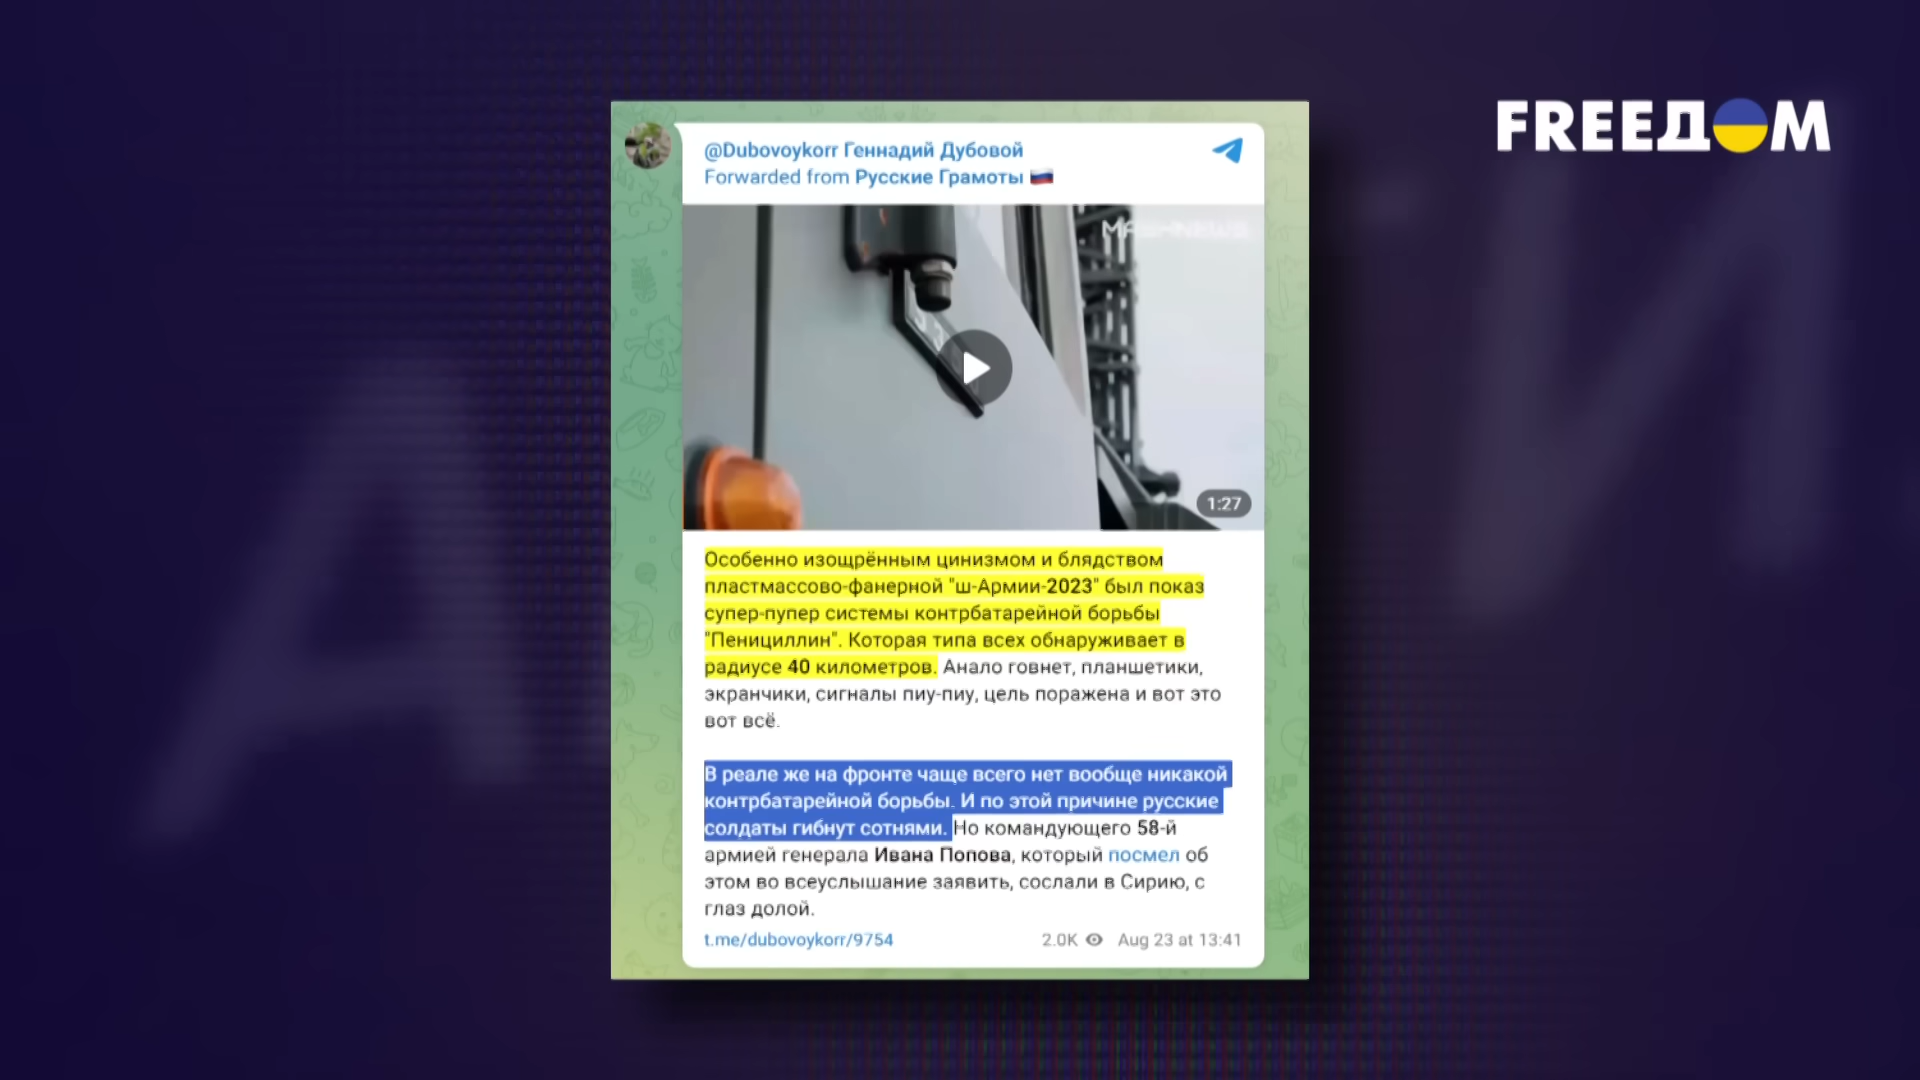 FREEДOM
@Dubovoykorr Геннадий Дубовой
Forwarded from Русские Грамоты
MASHNEWS
1:27
Особенно изощрённым цинизмом и блядством
пластмассово-фанерной "ш-Армии-2023" был показ
супер-пупер системы контрбатарейной борьбы
"Пенициллин". Которая типа всех обнаруживает в
радиусе 40 километров. Анало говнет, планшетики,
экранчики, сигналы пиу-пиу, цель поражена и вот это
вот всё.
В реале же на фронте чаще всего нет вообще никакой
контрбатарейной борьбы. И по этой причине русские
солдаты гибнут сотнями. Но командующего 58-й
армией генерала Ивана Попова, который посмел об
этом во всеуслышание заявить, сослали в Сирию, с
глаз долой.
t.me/dubovoykorr/9754
2.0K Aug 23 at 13:41